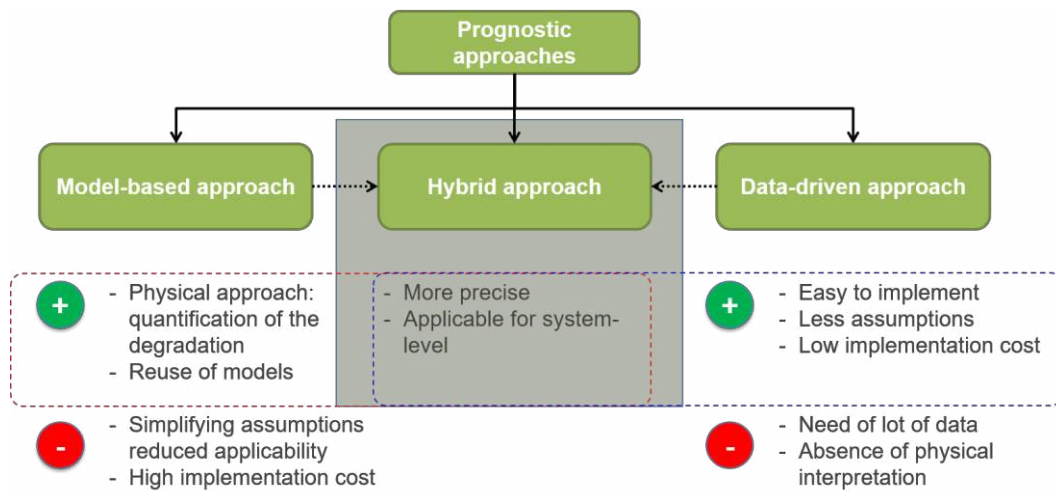 Prognostic
approaches
Model-based approach
Hybrid approach
Data-driven approach
+
- Physical approach:
quantification of the
degradation
- Reuse of models
- More precise
- Applicable for system-
level
+
- Easy to implement
- Less assumptions
- Low implementation cost
-
- Simplifying assumptions
reduced applicability
- High implementation cost
-
- Need of lot of data
- Absence of physical
interpretation